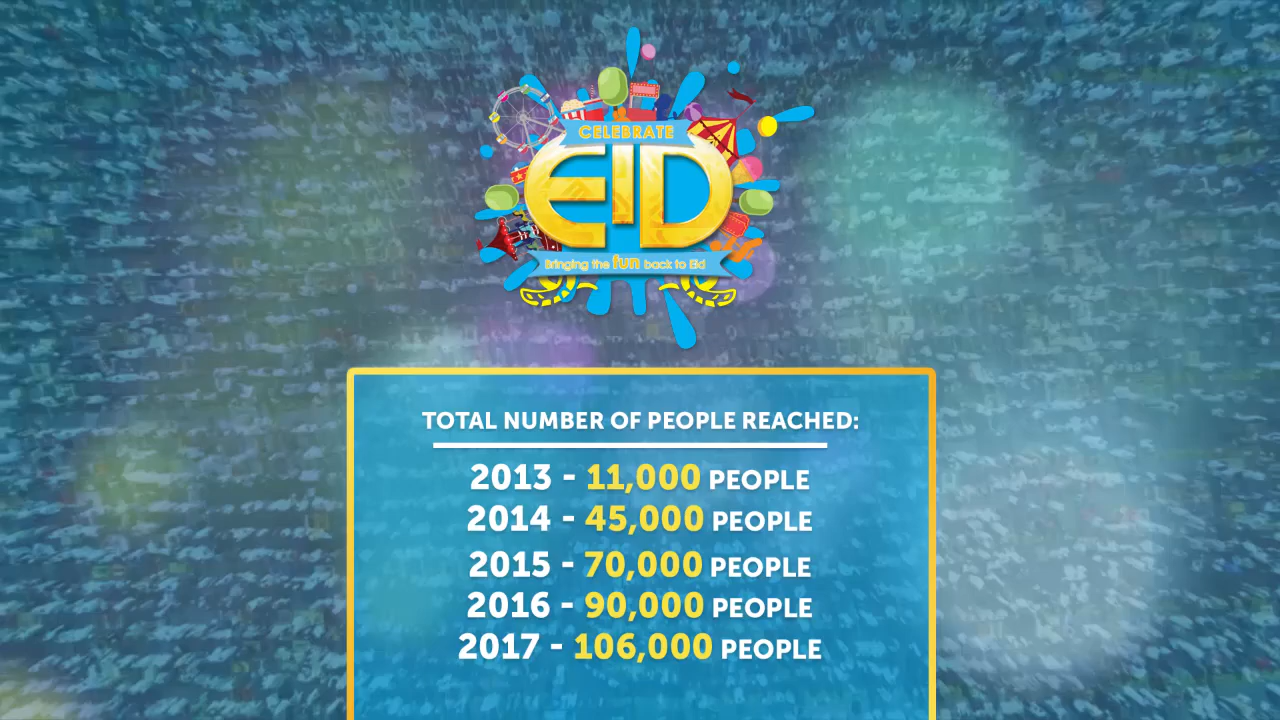 CELEBRATE
EID
Bringing the fun back to Eid
TOTAL NUMBER OF PEOPLE REACHED:
2013 - 11,000 PEOPLE
2014 - 45,000 PEOPLE
2015 - 70,000 PEOPLE
2016 - 90,000 PEOPLE
2017 - 106,000 PEOPLE